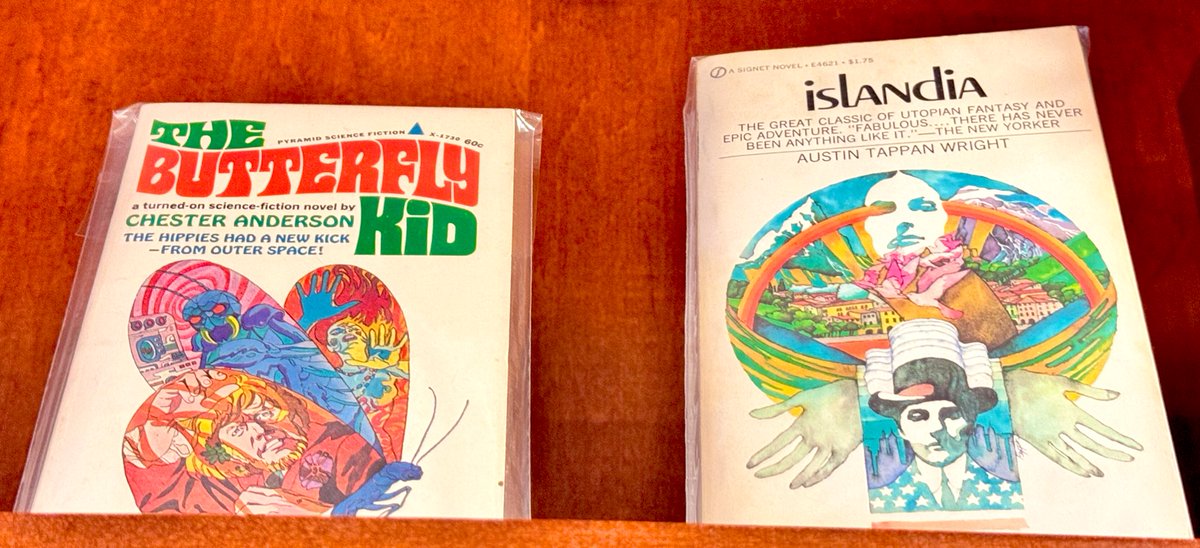 THE
PYRAMID SCIENCE FICTION X-1730 60c
BUTTERFLY
a turned-on science-fiction novel by
CHESTER ANDERSON
KiD
THE HIPPIES HAD A NEW KICK
—FROM OUTER SPACE!
A SIGNET NOVEL • E4621 • $1.75
islandia
THE GREAT CLASSIC OF UTOPIAN FANTASY AND
EPIC ADVENTURE. "FABULOUS....THERE HAS NEVER
BEEN ANYTHING LIKE IT."—THE NEW YORKER
AUSTIN TAPPAN WRIGHT